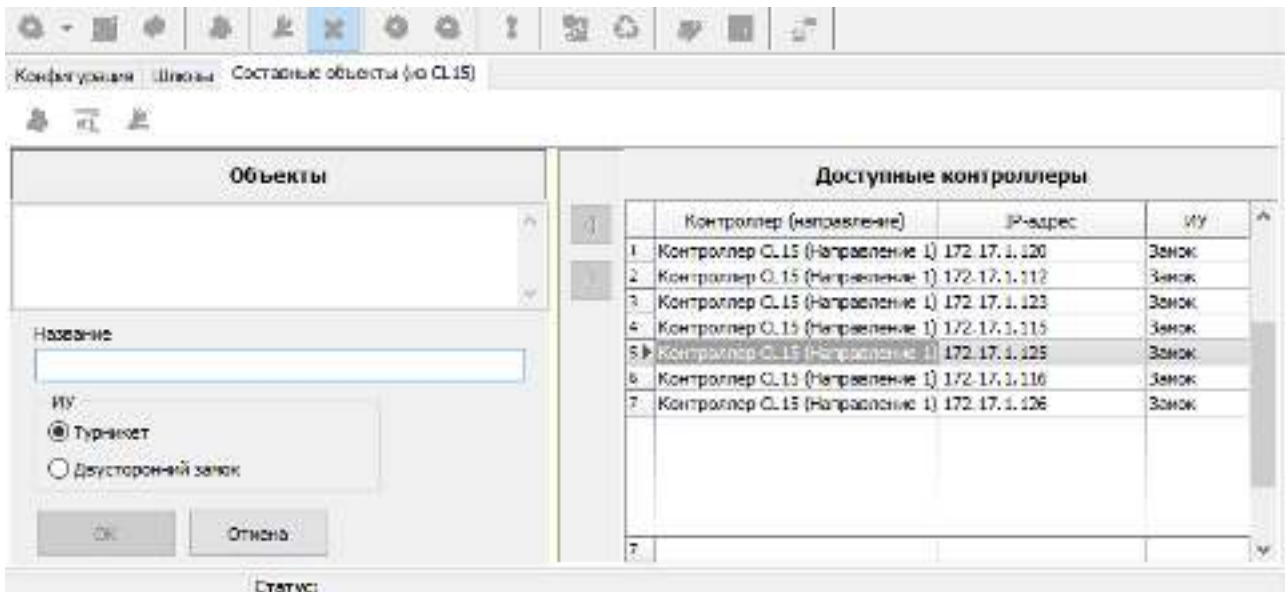 Конфигурация Шлюзы Составные объекты (из CL15)
Объекты
Название
ИУ
Турникет
Двусторонний замок
ОК Отмена
Доступные контроллеры
Контроллер (направление) IP-адрес ИУ
1 Контроллер CL15 (Направление 1) 172.17.1.120 Замок
2 Контроллер CL15 (Направление 1) 172.17.1.112 Замок
3 Контроллер CL15 (Направление 1) 172.17.1.123 Замок
4 Контроллер CL15 (Направление 1) 172.17.1.115 Замок
5 Контроллер CL15 (Направление 1) 172.17.1.125 Замок
6 Контроллер CL15 (Направление 1) 172.17.1.116 Замок
7 Контроллер CL15 (Направление 1) 172.17.1.126 Замок
7
Статус: